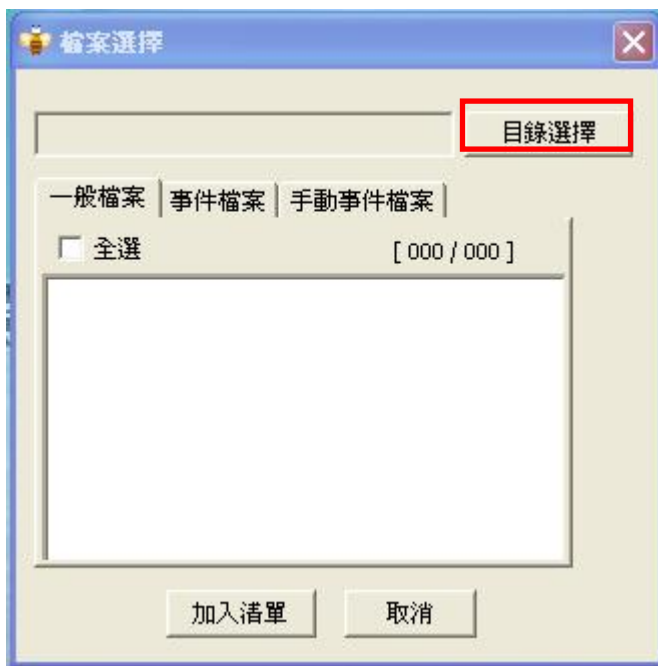 檔案選擇
目錄選擇
一般檔案 事件檔案 手動事件檔案
全選 [ 000 / 000 ]
加入清單 取消